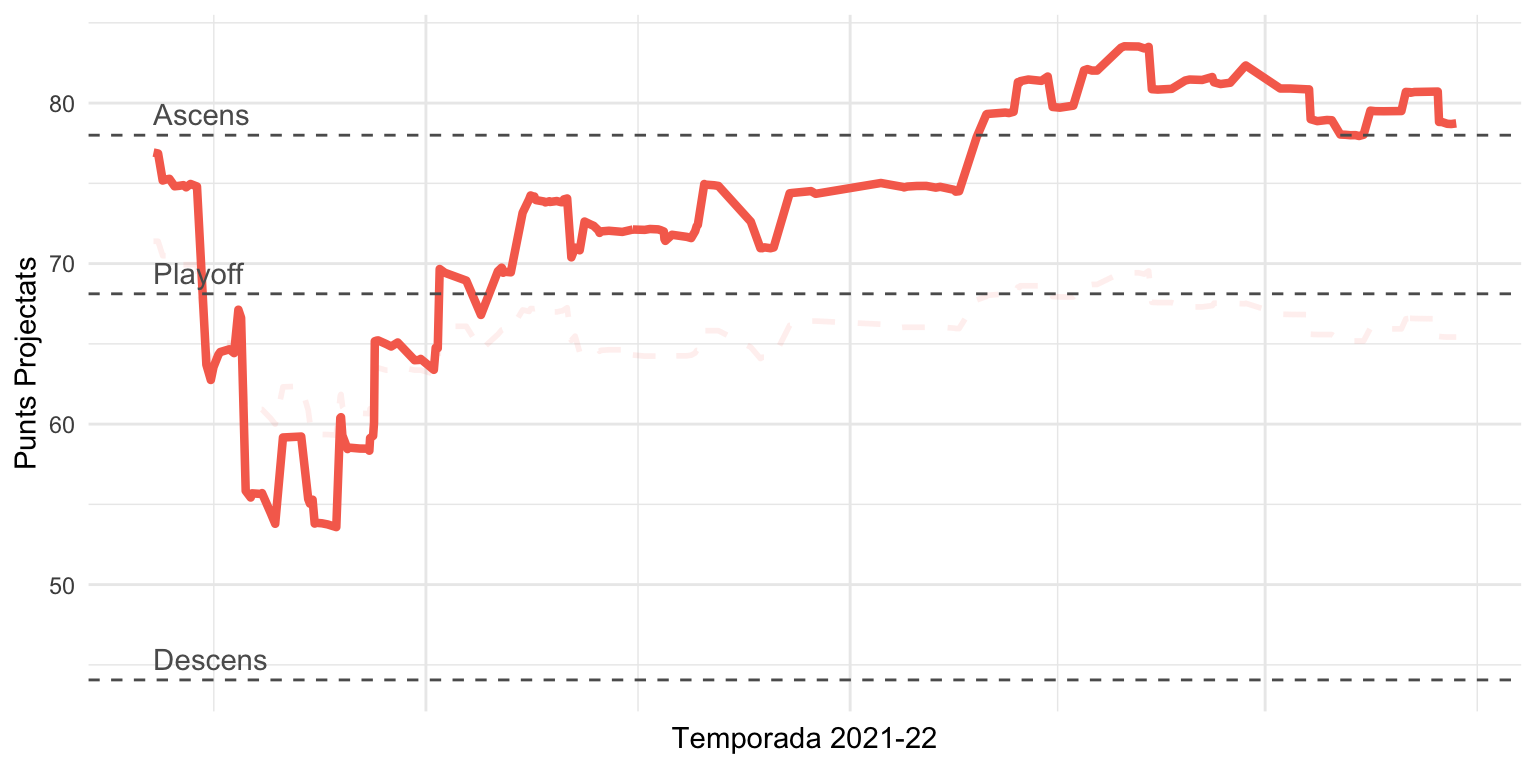 80
Ascens
70
Playoff
60
50
Descens
Punts Projectats
Temporada 2021-22